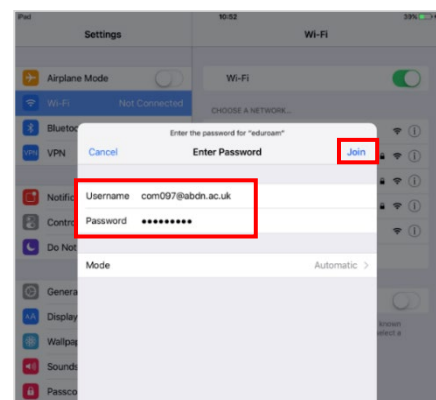 iPad 10:52 39%
Settings Wi-Fi
Airplane Mode Wi-Fi
Wi-Fi Not Connected CHOOSE A NETWORK...
Bluetoo
Enter the password for "eduroam"
VPN VPN Cancel Enter Password Join
Notific Username com097@abdn.ac.uk
Contro Password •••••••••
Do Not
Mode Automatic
Genera
AA Display known
Wallpap select a
Sounds
Passco